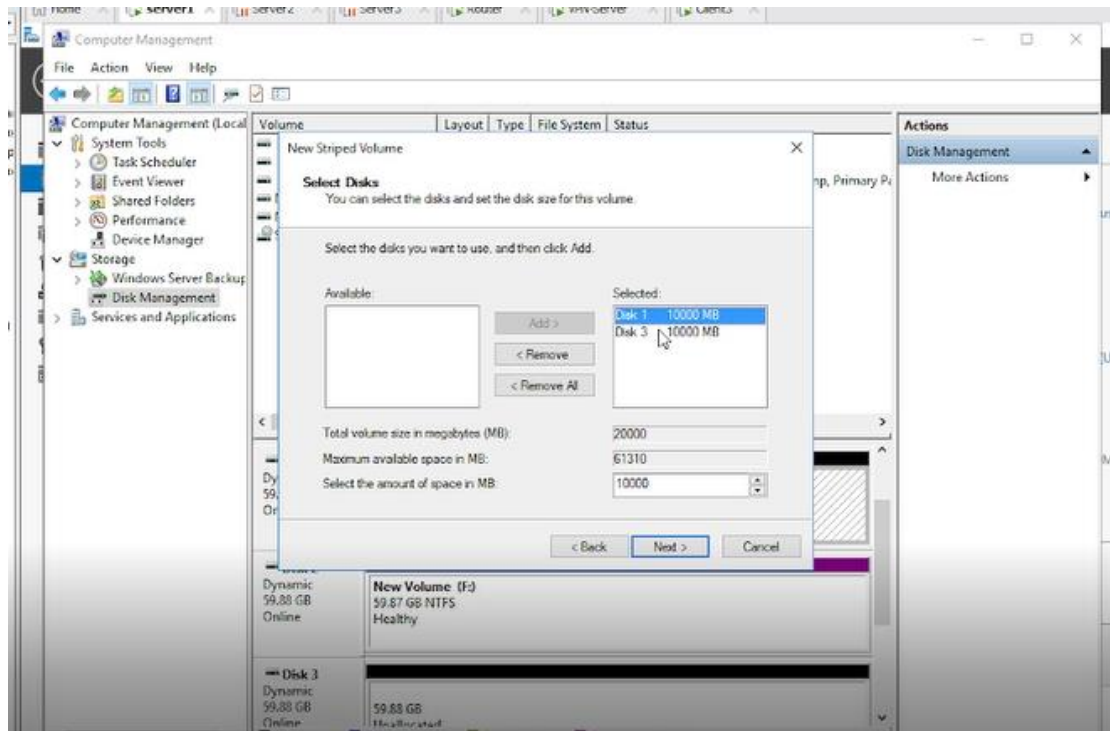 Home
Server1
Server2
Server3
Router
VPN-Server
Client3
Computer Management
File Action View Help
Computer Management (Local
System Tools
Task Scheduler
Event Viewer
Shared Folders
Performance
Device Manager
Storage
Windows Server Backup
Disk Management
Services and Applications
Volume Layout Type File System Status
Actions
Disk Management
More Actions
mp, Primary Pa
New Striped Volume
Select Disks
You can select the disks and set the disk size for this volume.
Select the disks you want to use, and then click Add.
Available:
Selected:
Add >
< Remove
< Remove All
Disk 1 10000 MB
Disk 3 10000 MB
Total volume size in megabytes (MB): 20000
Maximum available space in MB: 61310
Select the amount of space in MB: 10000
< Back Next > Cancel
Dy
59.
Or
Dynamic
59.88 GB
Online
New Volume (F:)
59.87 GB NTFS
Healthy
Disk 3
Dynamic
59.88 GB
Online
59.88 GB
Unallocated